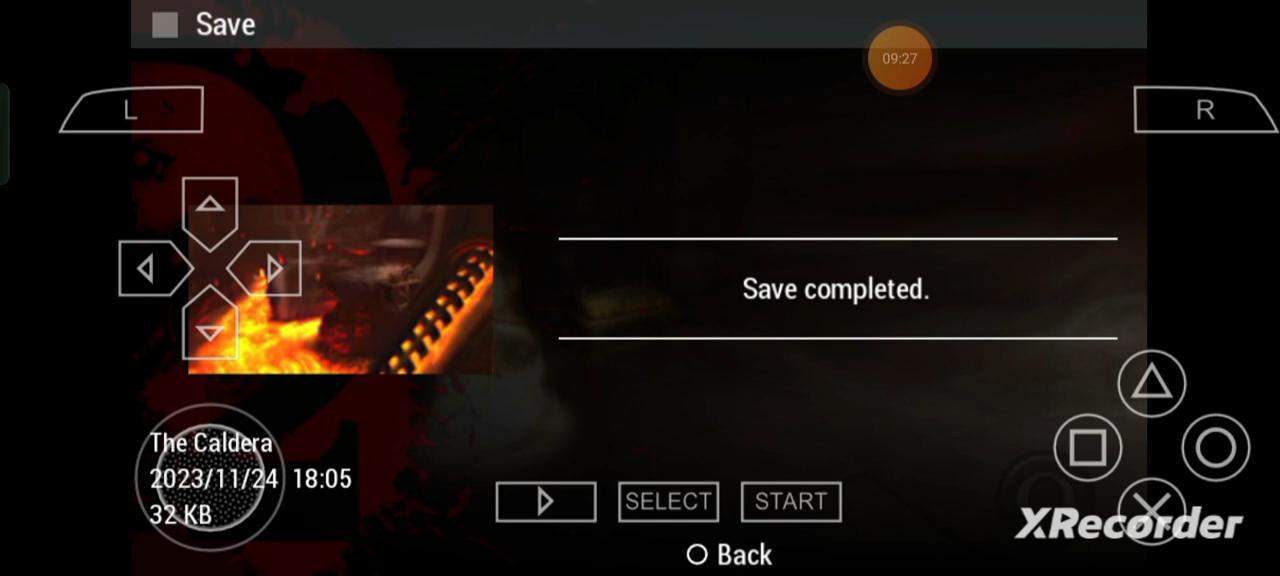 Save
09:27
L
R
Save completed.
The Caldera
2023/11/24 18:05
32 KB
SELECT
START
XRecorder
Back